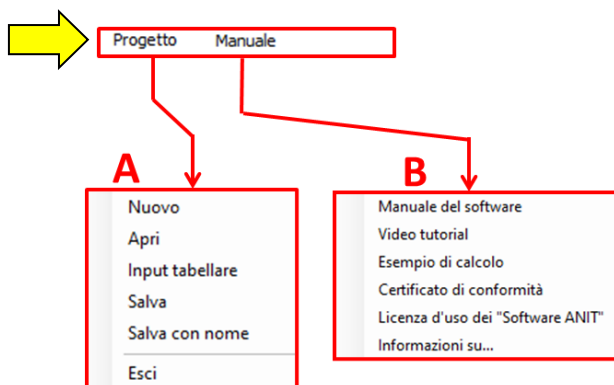 Progetto Manuale
A
Nuovo
Apri
Input tabellare
Salva
Salva con nome
Esci
B
Manuale del software
Video tutorial
Esempio di calcolo
Certificato di conformità
Licenza d'uso dei "Software ANIT"
Informazioni su...